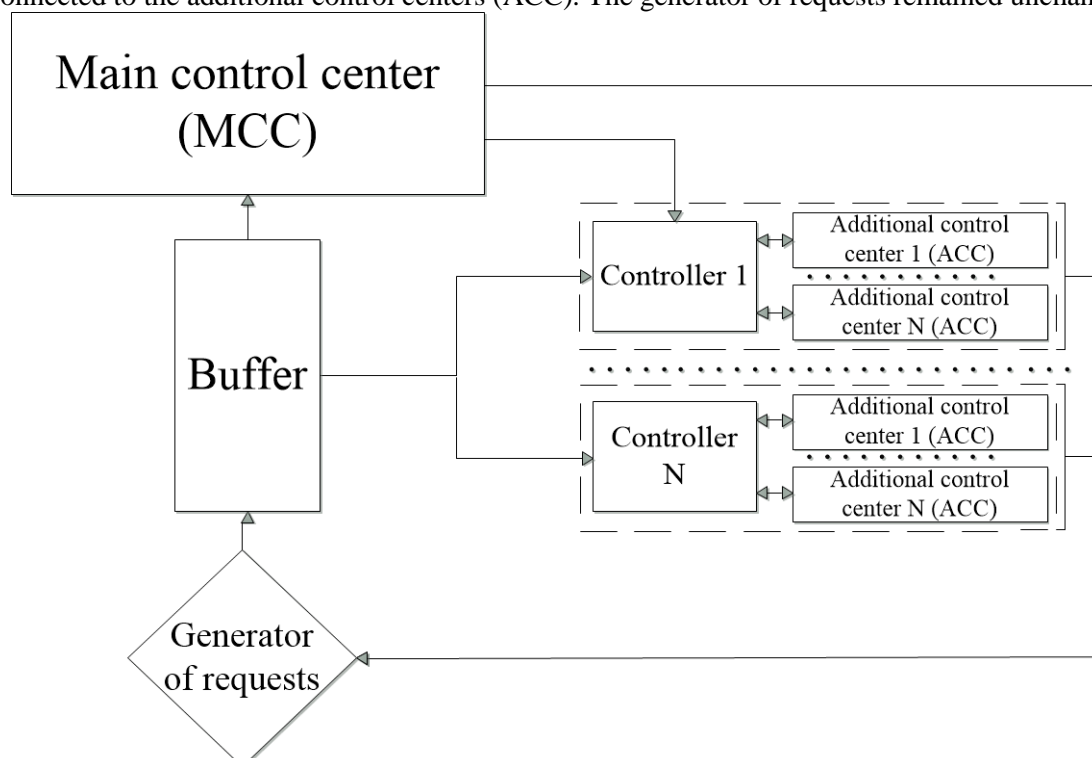 connected to the additional control centers (ACC). The generator of requests remained
Main control center
(MCC)
Additional control
center 1 (ACC)
Controller 1
Additional control
center N (ACC)
Buffer
Additional control
center 1 (ACC)
Controller
N
Additional control
center N (ACC)
Generator
of requests